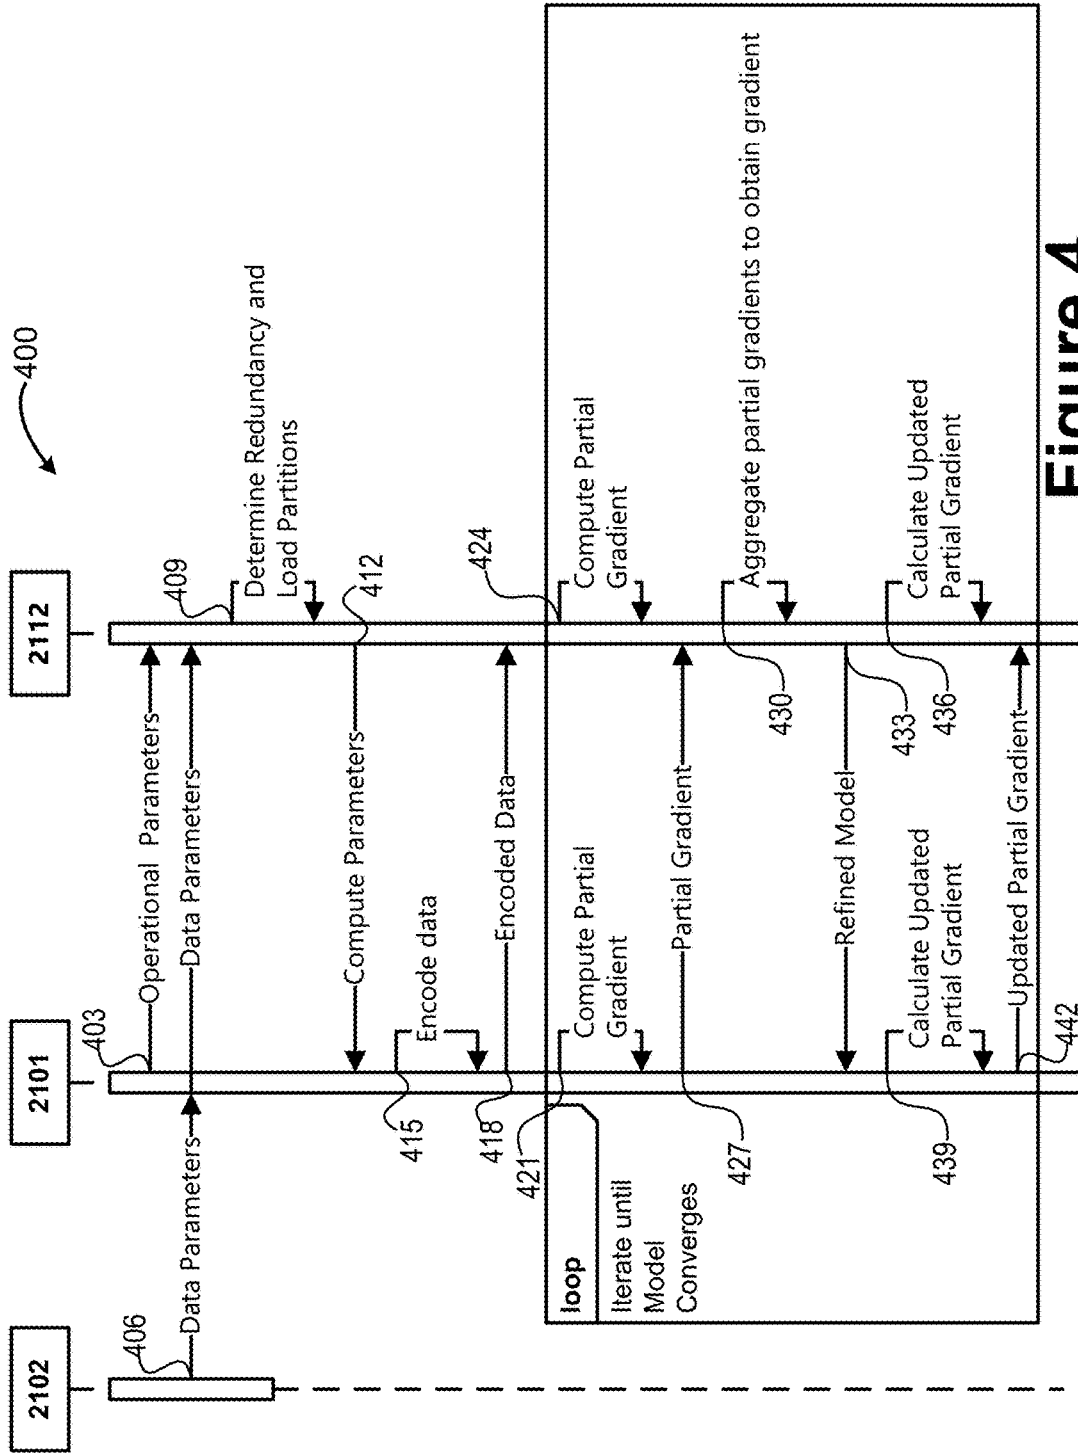 400
2102
2101
2112
403
Operational Parameters
406
Data Parameters
Data Parameters
409
Determine Redundancy and
Load Partitions
412
Compute Parameters
415
Encode data
418
Encoded Data
loop
Iterate until
Model
Converges
421
Compute Partial
Gradient
424
Compute Partial
Gradient
427
Partial Gradient
430
Aggregate partial gradients to obtain gradient
433
Refined Model
436
Calculate Updated
Partial Gradient
439
Calculate Updated
Partial Gradient
442
Updated Partial Gradient
Figure 4